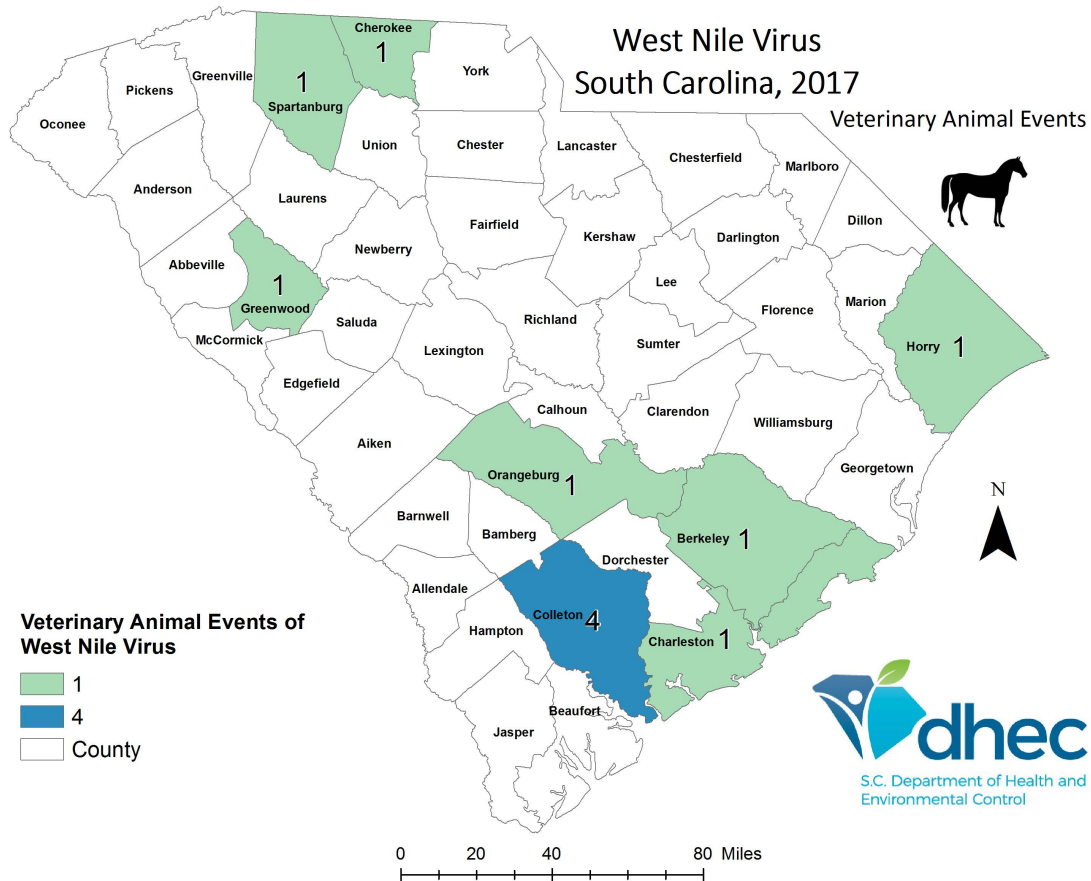 West Nile Virus
South Carolina, 2017
Veterinary Animal Events
Cherokee
1
1
Spartanburg
York
Greenville
Pickens
Oconee
Union
Chester
Lancaster
Chesterfield
Marlboro
Anderson
Laurens
Dillon
Fairfield
Kershaw
Darlington
Newberry
Abbeville
1
Greenwood
Lee
Marion
Florence
Saluda
Richland
McCormick
Lexington
Sumter
Horry 1
Edgefield
Calhoun
Clarendon
Williamsburg
Aiken
Georgetown
Orangeburg 1
N
Barnwell
Bamberg
Berkeley 1
Dorchester
Allendale
Colleton 4
Hampton
Charleston 1
Beaufort
Jasper
Veterinary Animal Events of
West Nile Virus
1
4
County
dhec
S.C. Department of Health and
Environmental Control
0 20 40 80 Miles